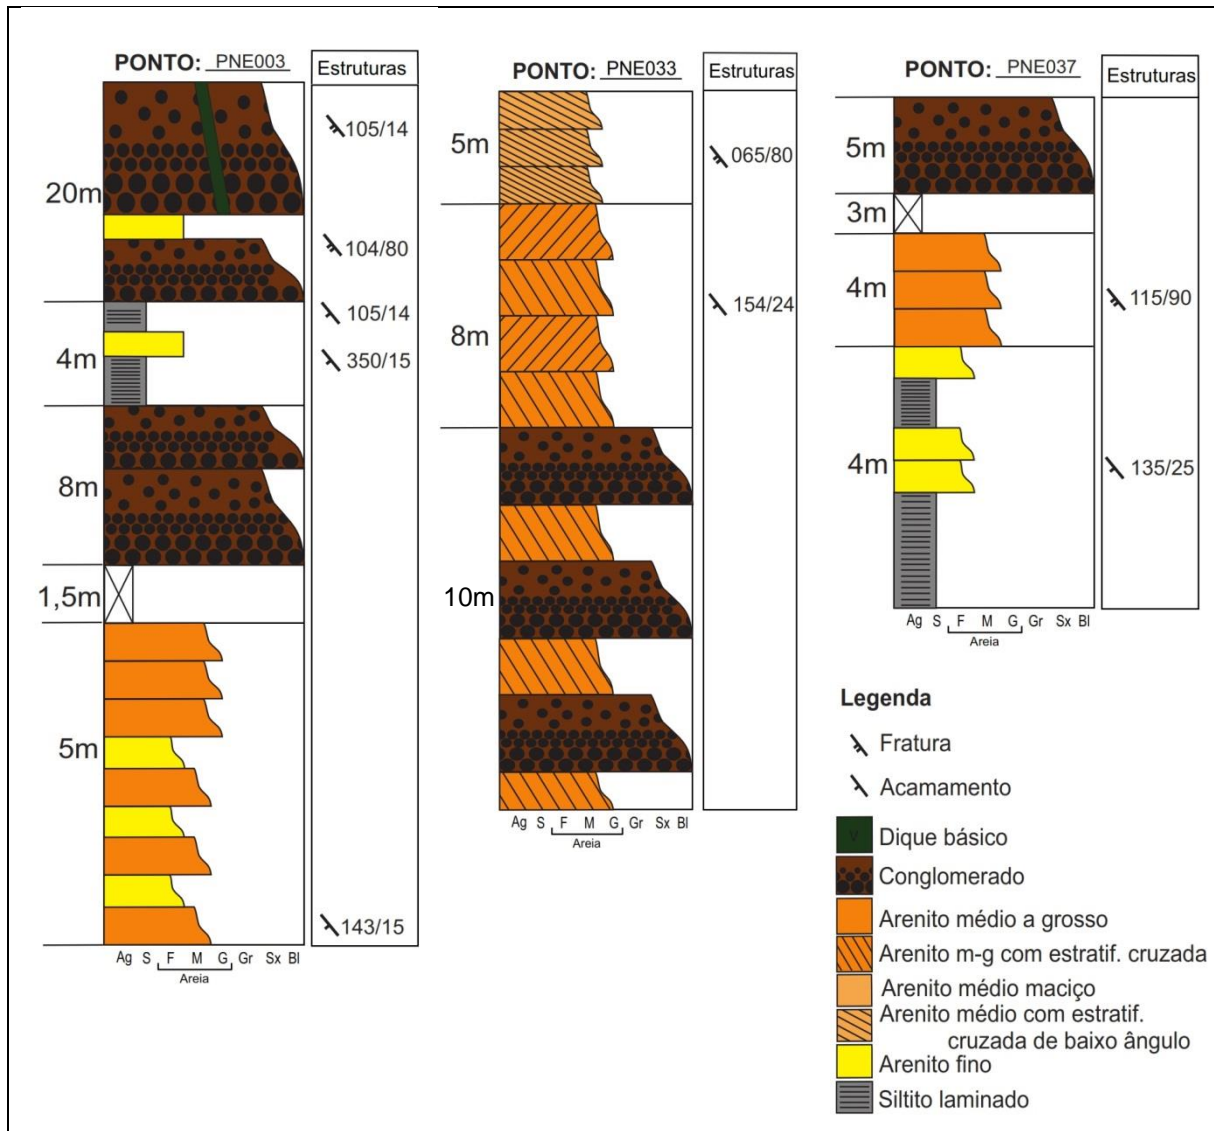 PONTO: PNE003
Estruturas
105/14
20m
104/80
105/14
4m
350/15
8m
1,5m
5m
143/15
Ag S F M G Gr Sx Bl
Areia
PONTO: PNE033
Estruturas
5m
065/80
154/24
8m
10m
Ag S F M G Gr Sx Bl
Areia
PONTO: PNE037
Estruturas
5m
3m
4m
115/90
4m
135/25
Ag S F M G Gr Sx Bl
Areia
Legenda
Fratura
Acamamento
v Dique básico
Conglomerado
Arenito médio a grosso
Arenito m-g com estratif. cruzada
Arenito médio maciço
Arenito médio com estratif.
cruzada de baixo ângulo
Arenito fino
Siltito laminado